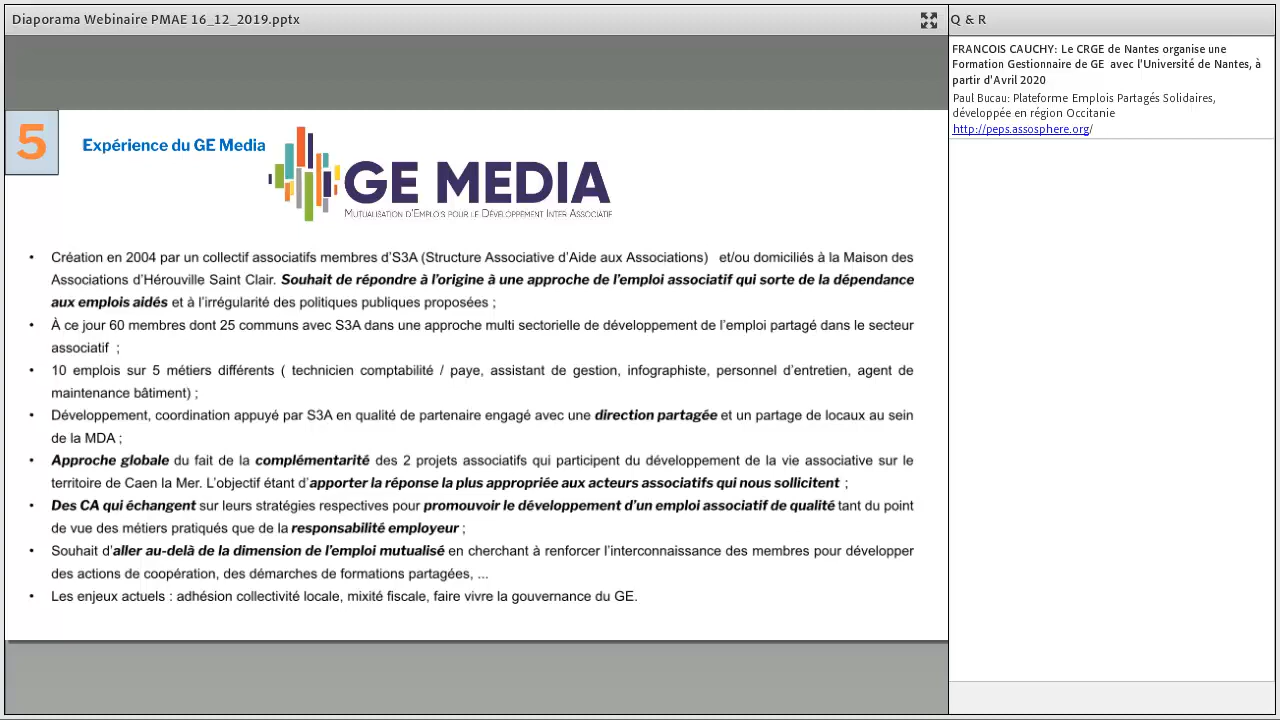 Diaporama Webinaire PMAE 16_12_2019.pptx
5
Expérience du GE Media
GE MEDIA
Mutualisation d'Emplois pour le Développement Inter Associatif
• Création en 2004 par un collectif associatifs membres d'S3A (Structure Associative d'Aide aux Associations) et/ou domiciliés à la Maison des
Associations d'Hérouville Saint Clair. Souhait de répondre à l'origine à une approche de l'emploi associatif qui sorte de la dépendance
aux emplois aidés et à l'irrégularité des politiques publiques proposées ;
• À ce jour 60 membres dont 25 communs avec S3A dans une approche multi sectorielle de développement de l'emploi partagé dans le secteur
associatif ;
• 10 emplois sur 5 métiers différents ( technicien comptabilité / paye, assistant de gestion, infographiste, personnel d'entretien, agent de
maintenance bâtiment) ;
• Développement, coordination appuyé par S3A en qualité de partenaire engagé avec une direction partagée et un partage de locaux au sein
de la MDA ;
• Approche globale du fait de la complémentarité des 2 projets associatifs qui participent du développement de la vie associative sur le
territoire de Caen la Mer. L'objectif étant d'apporter la réponse la plus appropriée aux acteurs associatifs qui nous sollicitent ;
• Des CA qui échangent sur leurs stratégies respectives pour promouvoir le développement d'un emploi associatif de qualité tant du point
de vue des métiers pratiqués que de la responsabilité employeur ;
• Souhait d'aller au-delà de la dimension de l'emploi mutualisé en cherchant à renforcer l'interconnaissance des membres pour développer
des actions de coopération, des démarches de formations partagées, ...
• Les enjeux actuels : adhésion collectivité locale, mixité fiscale, faire vivre la gouvernance du GE.
Q & R
FRANCOIS CAUCHY: Le CRGE de Nantes organise une
Formation Gestionnaire de GE avec l'Université de Nantes, à
partir d'Avril 2020
Paul Bucau: Plateforme Emplois Partagés Solidaires,
développée en région Occitanie
http://peps.assosphere.org/